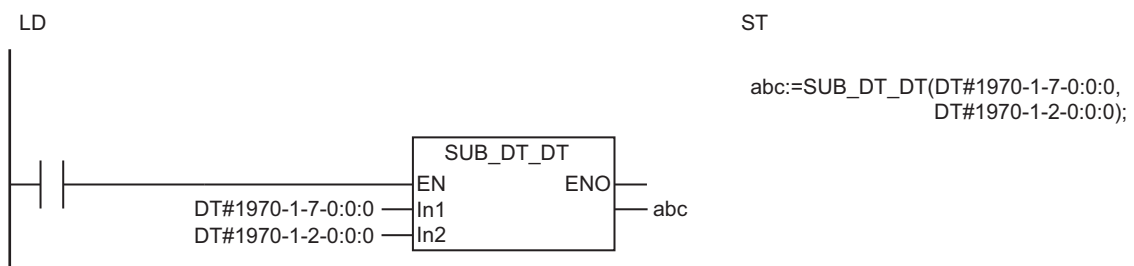 LD
ST
abc:=SUB_DT_DT(DT#1970-1-7-0:0:0,
DT#1970-1-2-0:0:0);
SUB_DT_DT
EN ENO
DT#1970-1-7-0:0:0 In1 abc
DT#1970-1-2-0:0:0 In2